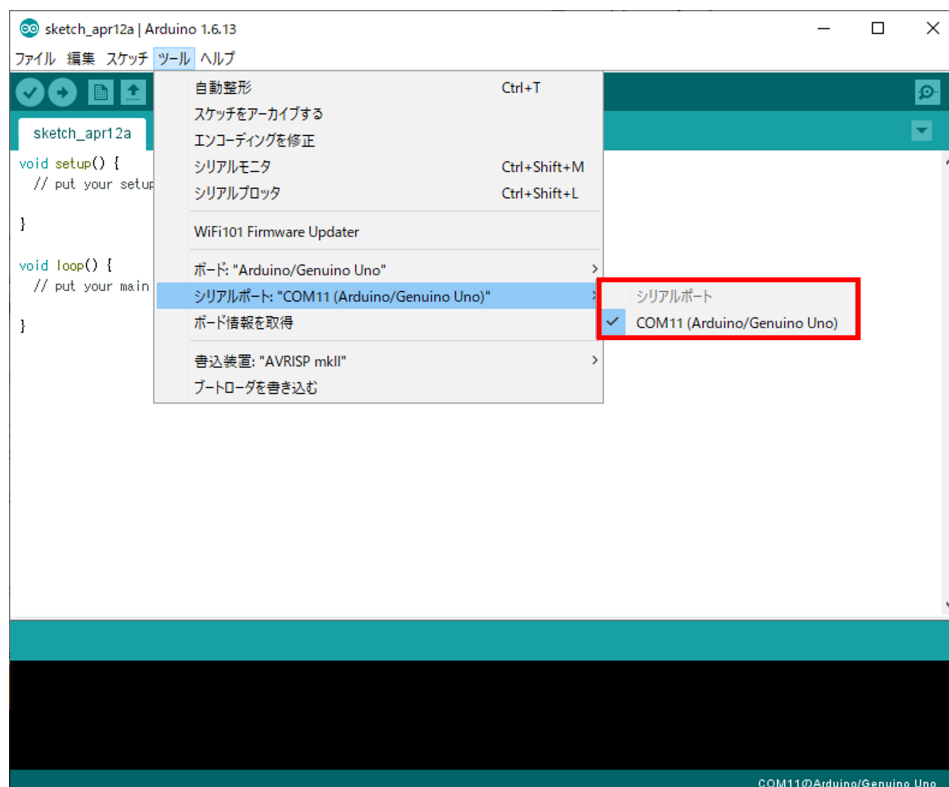 sketch_apr12a | Arduino 1.6.13
ファイル 編集 スケッチ ツール ヘルプ
sketch_apr12a
void setup() {
// put your setup
}
void loop() {
// put your main
}
自動整形 Ctrl+T
スケッチをアーカイブする
エンコーディングを修正
シリアルモニタ Ctrl+Shift+M
シリアルプロッタ Ctrl+Shift+L
WiFi101 Firmware Updater
ボード: "Arduino/Genuino Uno"
シリアルポート: "COM11 (Arduino/Genuino Uno)"
ボード情報を取得
書込装置: "AVRISP mkII"
ブートローダを書き込む
シリアルポート
COM11 (Arduino/Genuino Uno)
COM11のArduino/Genuino Uno